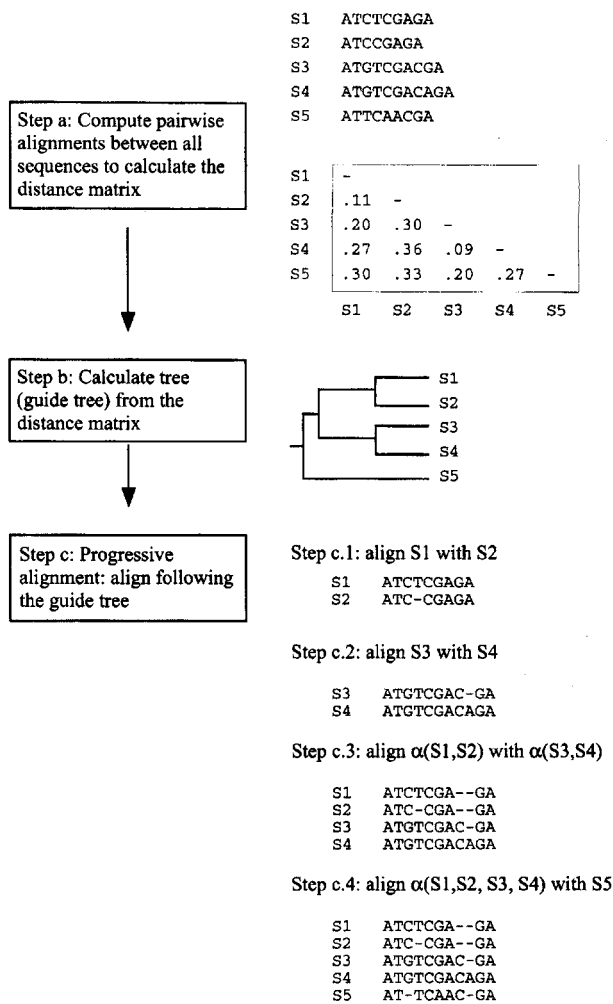 S1 ATCTCGAGA
S2 ATCCGAGA
S3 ATGTCGACGA
S4 ATGTCGACAGA
S5 ATTCAACGA
Step a: Compute pairwise
alignments between all
sequences to calculate the
distance matrix
S1 -
S2 .11 -
S3 .20 .30 -
S4 .27 .36 .09 -
S5 .30 .33 .20 .27 -
S1 S2 S3 S4 S5
Step b: Calculate tree
(guide tree) from the
distance matrix
S1
S2
S3
S4
S5
Step c: Progressive
alignment: align following
the guide tree
Step c.1: align S1 with S2
S1 ATCTCGAGA
S2 ATC-CGAGA
Step c.2: align S3 with S4
S3 ATGTCGAC-GA
S4 ATGTCGACAGA
Step c.3: align α(S1,S2) with α(S3,S4)
S1 ATCTCGA--GA
S2 ATC-CGA--GA
S3 ATGTCGAC-GA
S4 ATGTCGACAGA
Step c.4: align α(S1,S2, S3, S4) with S5
S1 ATCTCGA--GA
S2 ATC-CGA--GA
S3 ATGTCGAC-GA
S4 ATGTCGACAGA
S5 AT-TCAAC-GA